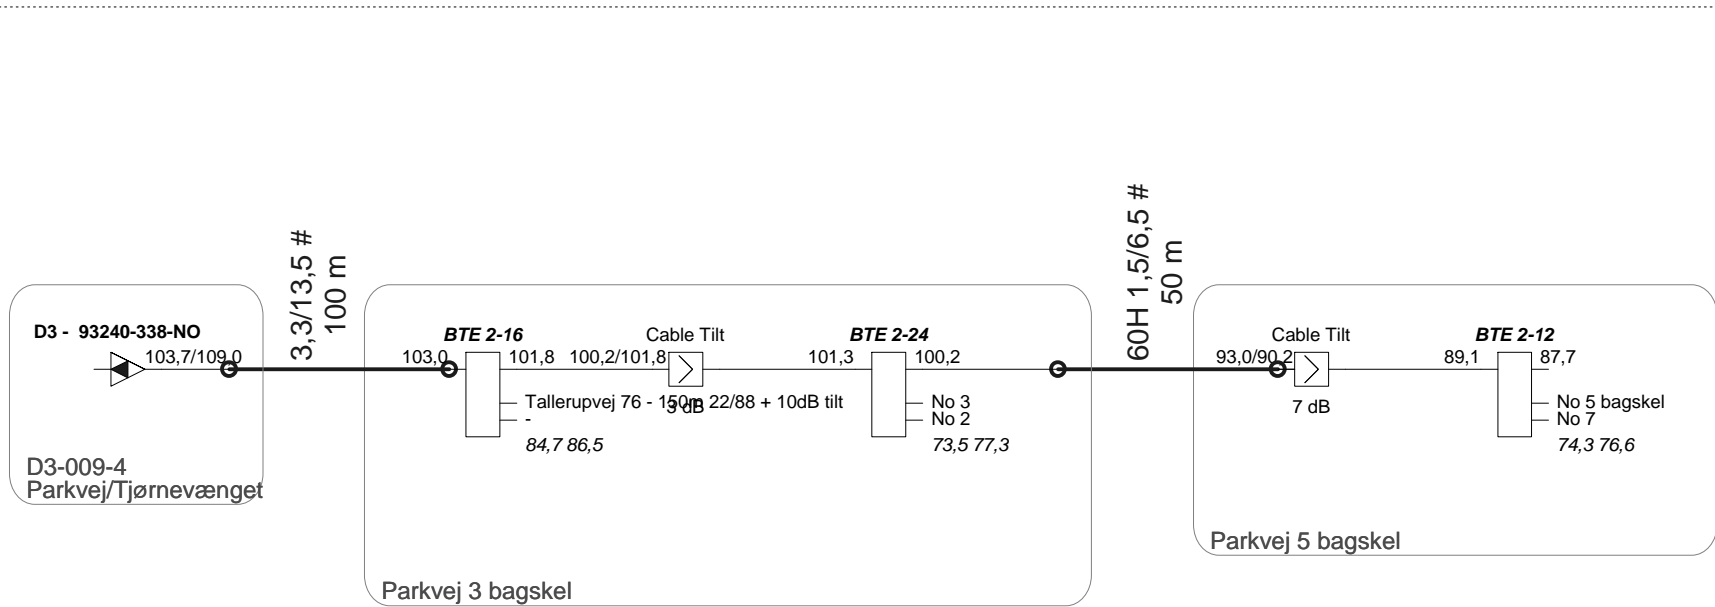 D3 - 93240-338-NO
103,7/109,0
D3-009-4
Parkvej/Tjørnevænget
3,3/13,5 #
100 m
BTE 2-16
103,0
101,8
Tallerupvej 76 - 150m 22/88 + 10dB tilt
-
84,7 86,5
Cable Tilt
100,2/101,8
3 dB
BTE 2-24
101,3
100,2
No 3
No 2
73,5 77,3
Parkvej 3 bagskel
60H 1,5/6,5 #
50 m
Cable Tilt
93,0/90,2
7 dB
BTE 2-12
89,1
87,7
No 5 bagskel
No 7
74,3 76,6
Parkvej 5 bagskel